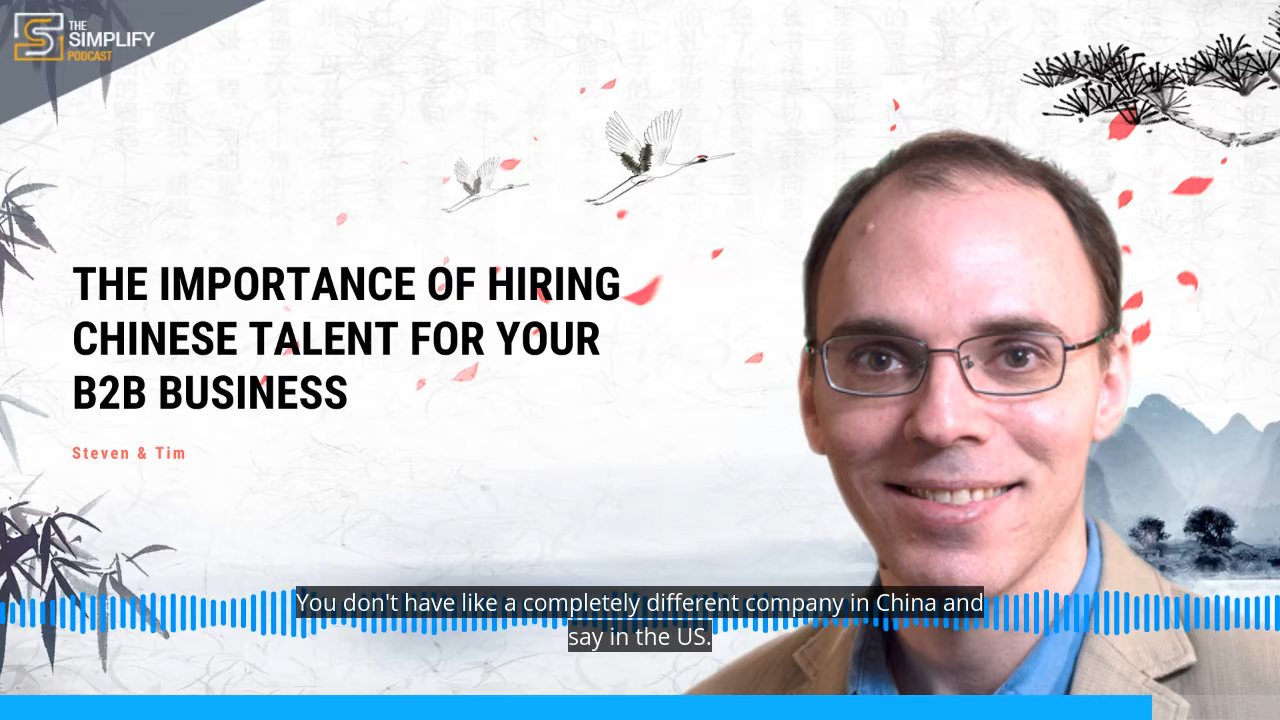 THE
SIMPLIFY
PODCAST
THE IMPORTANCE OF HIRING
CHINESE TALENT FOR YOUR
B2B BUSINESS
Steven & Tim
You don't have like a completely different company in China and
say in the US.